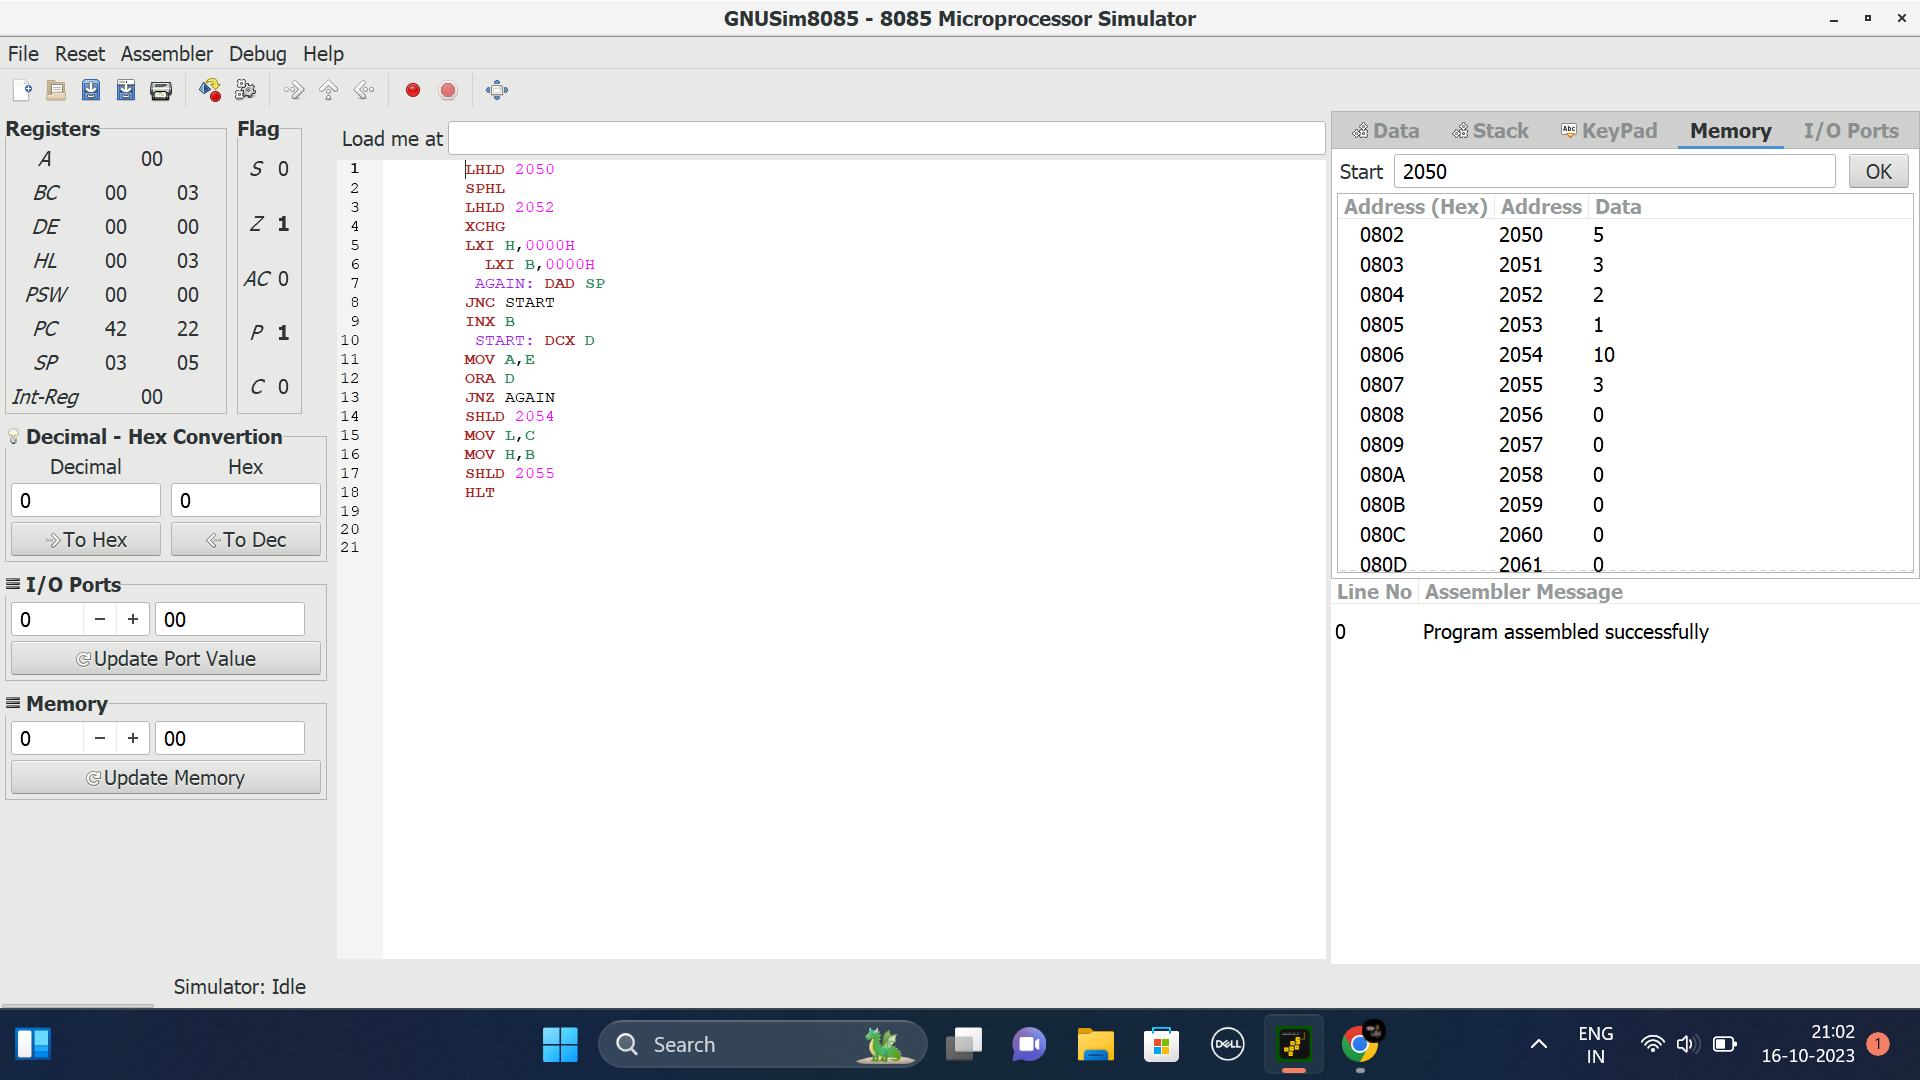 GNUSim8085 - 8085 Microprocessor Simulator
File Reset Assembler Debug Help
Registers
A 00
BC 00 03
DE 00 00
HL 00 03
PSW 00 00
PC 42 22
SP 03 05
Int-Reg 00
Flag
S 0
Z 1
AC 0
P 1
C 0
Decimal - Hex Convertion
Decimal Hex
0 0
To Hex To Dec
I/O Ports
0 − + 00
Update Port Value
Memory
0 − + 00
Update Memory
Simulator: Idle
Load me at
1 LHLD 2050
2 SPHL
3 LHLD 2052
4 XCHG
5 LXI H,0000H
6 LXI B,0000H
7 AGAIN: DAD SP
8 JNC START
9 INX B
10 START: DCX D
11 MOV A,E
12 ORA D
13 JNZ AGAIN
14 SHLD 2054
15 MOV L,C
16 MOV H,B
17 SHLD 2055
18 HLT
19
20
21
Data Stack KeyPad Memory I/O Ports
Start 2050 OK
Address (Hex) Address Data
0802 2050 5
0803 2051 3
0804 2052 2
0805 2053 1
0806 2054 10
0807 2055 3
0808 2056 0
0809 2057 0
080A 2058 0
080B 2059 0
080C 2060 0
080D 2061 0
Line No Assembler Message
0 Program assembled successfully
Search
DELL
ENG
IN
21:02
16-10-2023
1